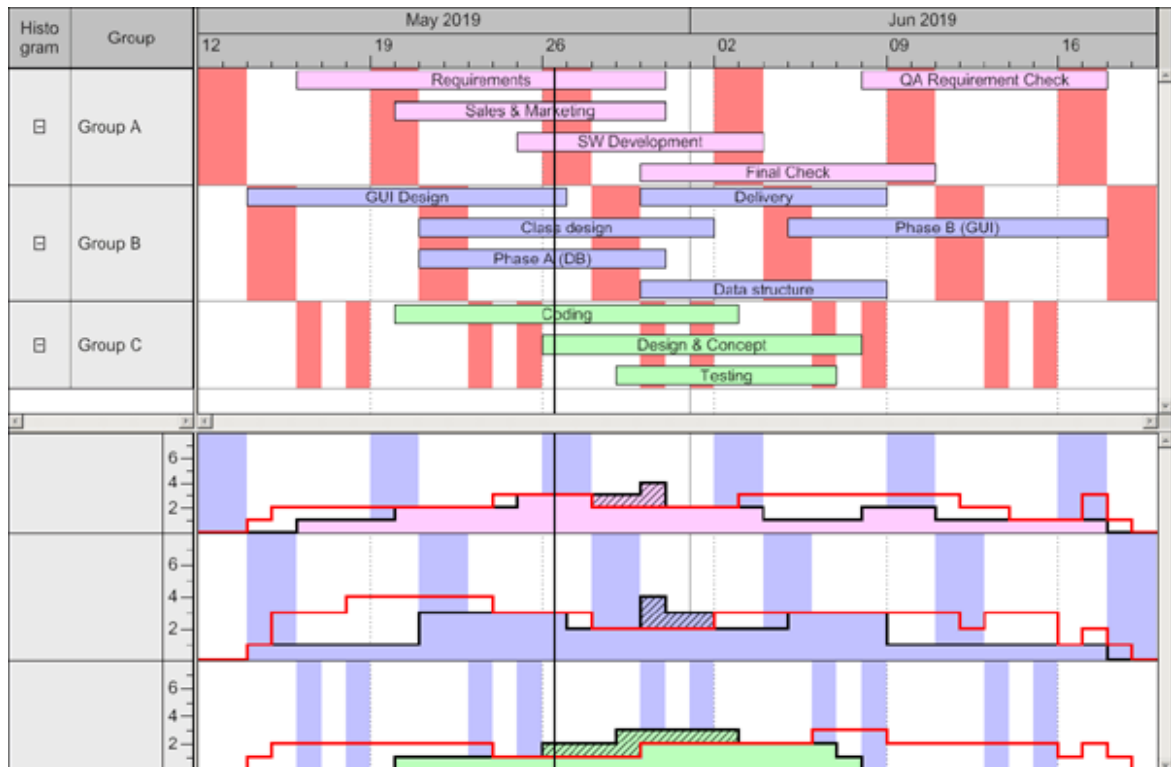 Histo
gram
Group
May 2019
Jun 2019
12
19
26
02
09
16
Group A
Requirements
QA Requirement Check
Sales & Marketing
SW Development
Final Check
Group B
GUI Design
Delivery
Class design
Phase B (GUI)
Phase A (DB)
Data structure
Group C
Coding
Design & Concept
Testing
6
4
2
6
4
2
6
4
2